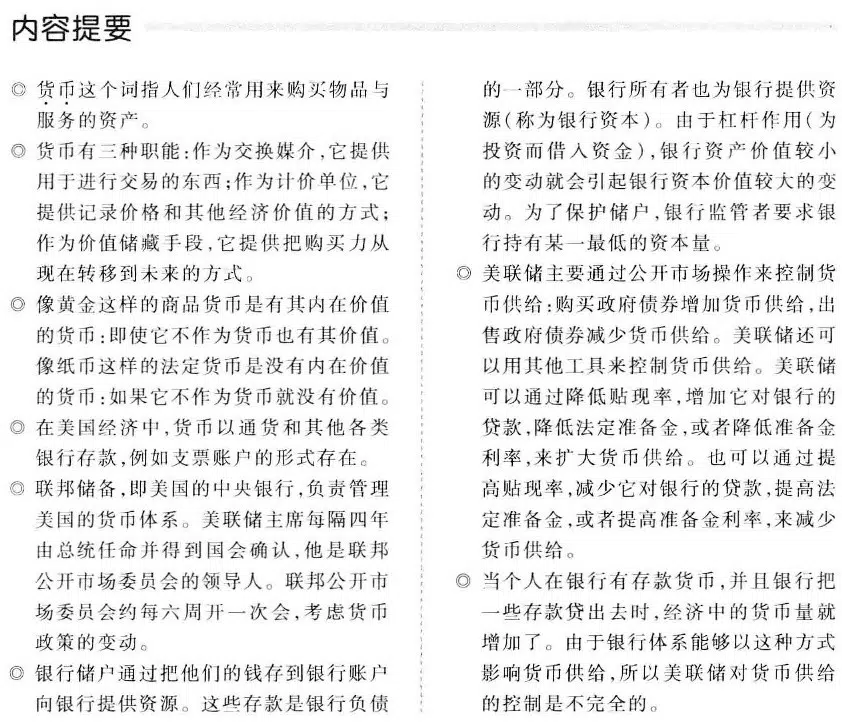 内容提要
◎ 货币这个词指人们经常用来购买物品与
服务的资产。
◎ 货币有三种职能:作为交换媒介,它提供
用于进行交易的东西;作为计价单位,它
提供记录价格和其他经济价值的方式;
作为价值储藏手段,它提供把购买力从
现在转移到未来的方式。
◎ 像黄金这样的商品货币是有其内在价值
的货币:即使它不作为货币也有其价值。
像纸币这样的法定货币是没有内在价值
的货币:如果它不作为货币就没有价值。
◎ 在美国经济中,货币以通货和其他各类
银行存款,例如支票账户的形式存在。
◎ 联邦储备,即美国的中央银行,负责管理
美国的货币体系。美联储主席每隔四年
由总统任命并得到国会确认,他是联邦
公开市场委员会的领导人。联邦公开市
场委员会约每六周开一次会,考虑货币
政策的变动。
◎ 银行储户通过把他们的钱存到银行账户
向银行提供资源。这些存款是银行负债
的一部分。银行所有者也为银行提供资
源(称为银行资本)。由于杠杆作用(为
投资而借入资金),银行资产价值较小
的变动就会引起银行资本价值较大的变
动。为了保护储户,银行监管者要求银
行持有某一最低的资本量。
◎ 美联储主要通过公开市场操作来控制货
币供给:购买政府债券增加货币供给,出
售政府债券减少货币供给。美联储还可
以用其他工具来控制货币供给。美联储
可以通过降低贴现率,增加它对银行的
贷款,降低法定准备金,或者降低准备金
利率,来扩大货币供给。也可以通过提
高贴现率,减少它对银行的贷款,提高法
定准备金,或者提高准备金利率,来减少
货币供给。
◎ 当个人在银行有存款货币,并且银行把
一些存款贷出去时,经济中的货币量就
增加了。由于银行体系能够以这种方式
影响货币供给,所以美联储对货币供给
的控制是不完全的。